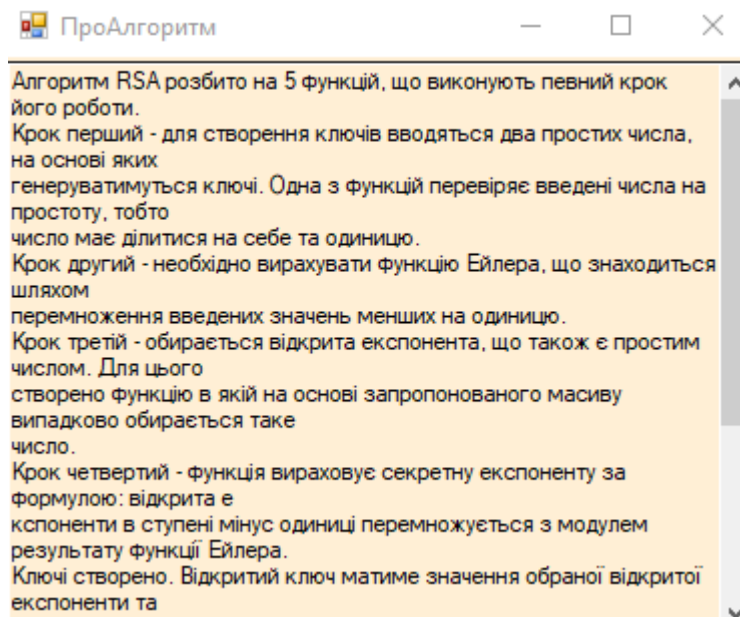 ПроАлгоритм
Алгоритм RSA розбито на 5 функцій, що виконують певний крок
його роботи.
Крок перший - для створення ключів вводяться два простих числа,
на основі яких
генеруватимуться ключі. Одна з функцій перевіряє введені числа на
простоту, тобто
число має ділитися на себе та одиницю.
Крок другий - необхідно вирахувати функцію Ейлера, що знаходиться
шляхом
перемноження введених значень менших на одиницю.
Крок третій - обирається відкрита експонента, що також є простим
числом. Для цього
створено функцію в якій на основі запропонованого масиву
випадково обирається таке
число.
Крок четвертий - функція вираховує секретну експоненту за
формулою: відкрита е
кспоненти в ступені мінус одиниці перемножується з модулем
результату функції Ейлера.
Ключі створено. Відкритий ключ матиме значення обраної відкритої
експоненти та